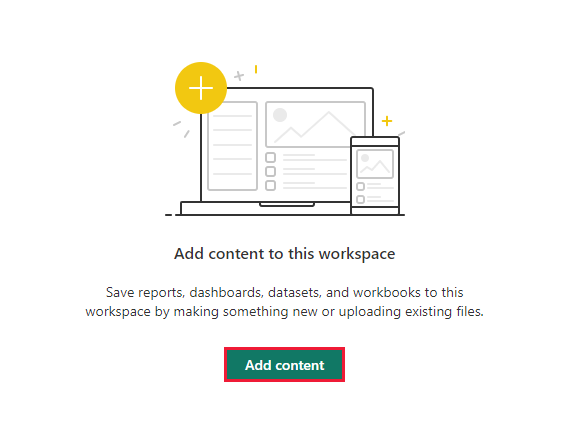 Add content to this workspace
Save reports, dashboards, datasets, and workbooks to this
workspace by making something new or uploading existing files.
Add content